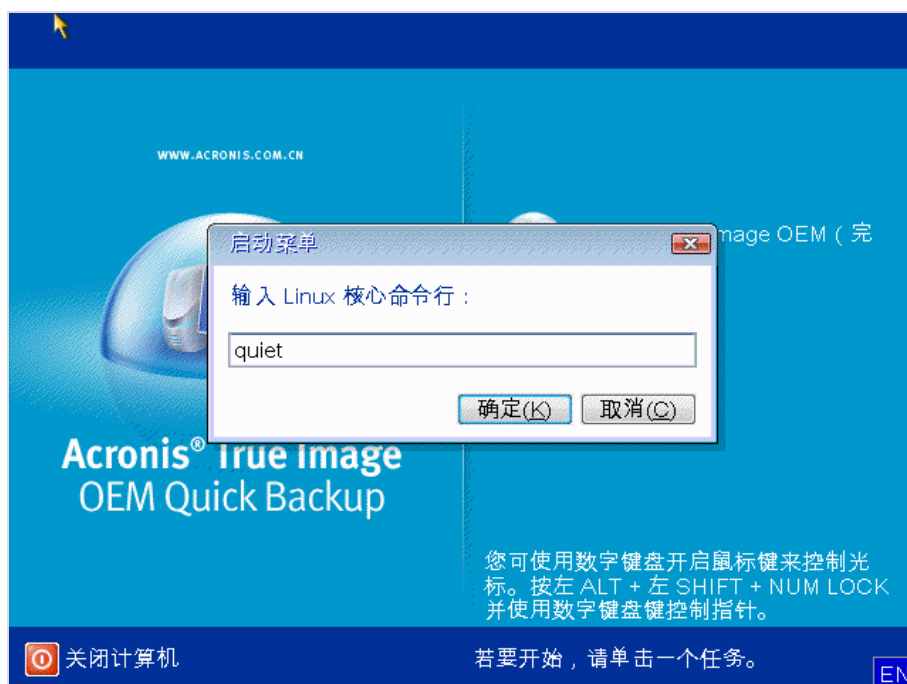 WWW.ACRONIS.COM.CN
mage OEM ( 完
启动菜单
输入 Linux 核心命令行：
quiet
确定(K) 取消(C)
Acronis® True Image
OEM Quick Backup
您可使用数字键盘开启鼠标键来控制光
标。按左 ALT + 左 SHIFT + NUM LOCK
并使用数字键盘键控制指针。
关闭计算机
若要开始，请单击一个任务。
EN